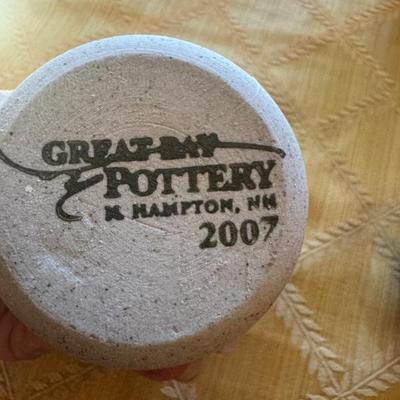 GREAT BAY
POTTERY
N. HAMPTON, NH
2007